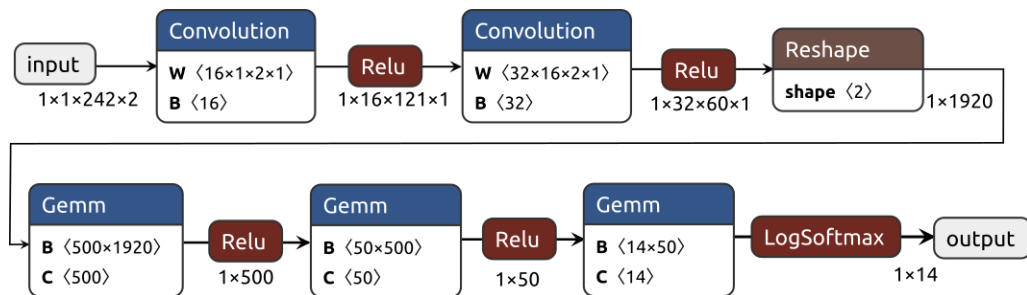 input
1×1×242×2
Convolution
W ⟨16×1×2×1⟩
B ⟨16⟩
Relu
1×16×121×1
Convolution
W ⟨32×16×2×1⟩
B ⟨32⟩
Relu
1×32×60×1
Reshape
shape ⟨2⟩
1×1920
Gemm
B ⟨500×1920⟩
C ⟨500⟩
Relu
1×500
Gemm
B ⟨50×500⟩
C ⟨50⟩
Relu
1×50
Gemm
B ⟨14×50⟩
C ⟨14⟩
LogSoftmax
1×14
output